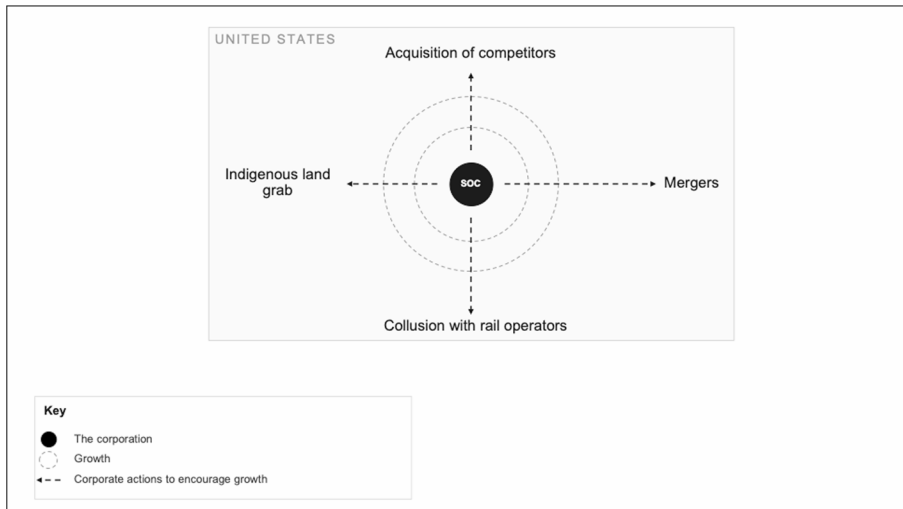 UNITED STATES
Acquisition of competitors
Indigenous land
grab
SOC
Mergers
Collusion with rail operators
Key
The corporation
Growth
Corporate actions to encourage growth